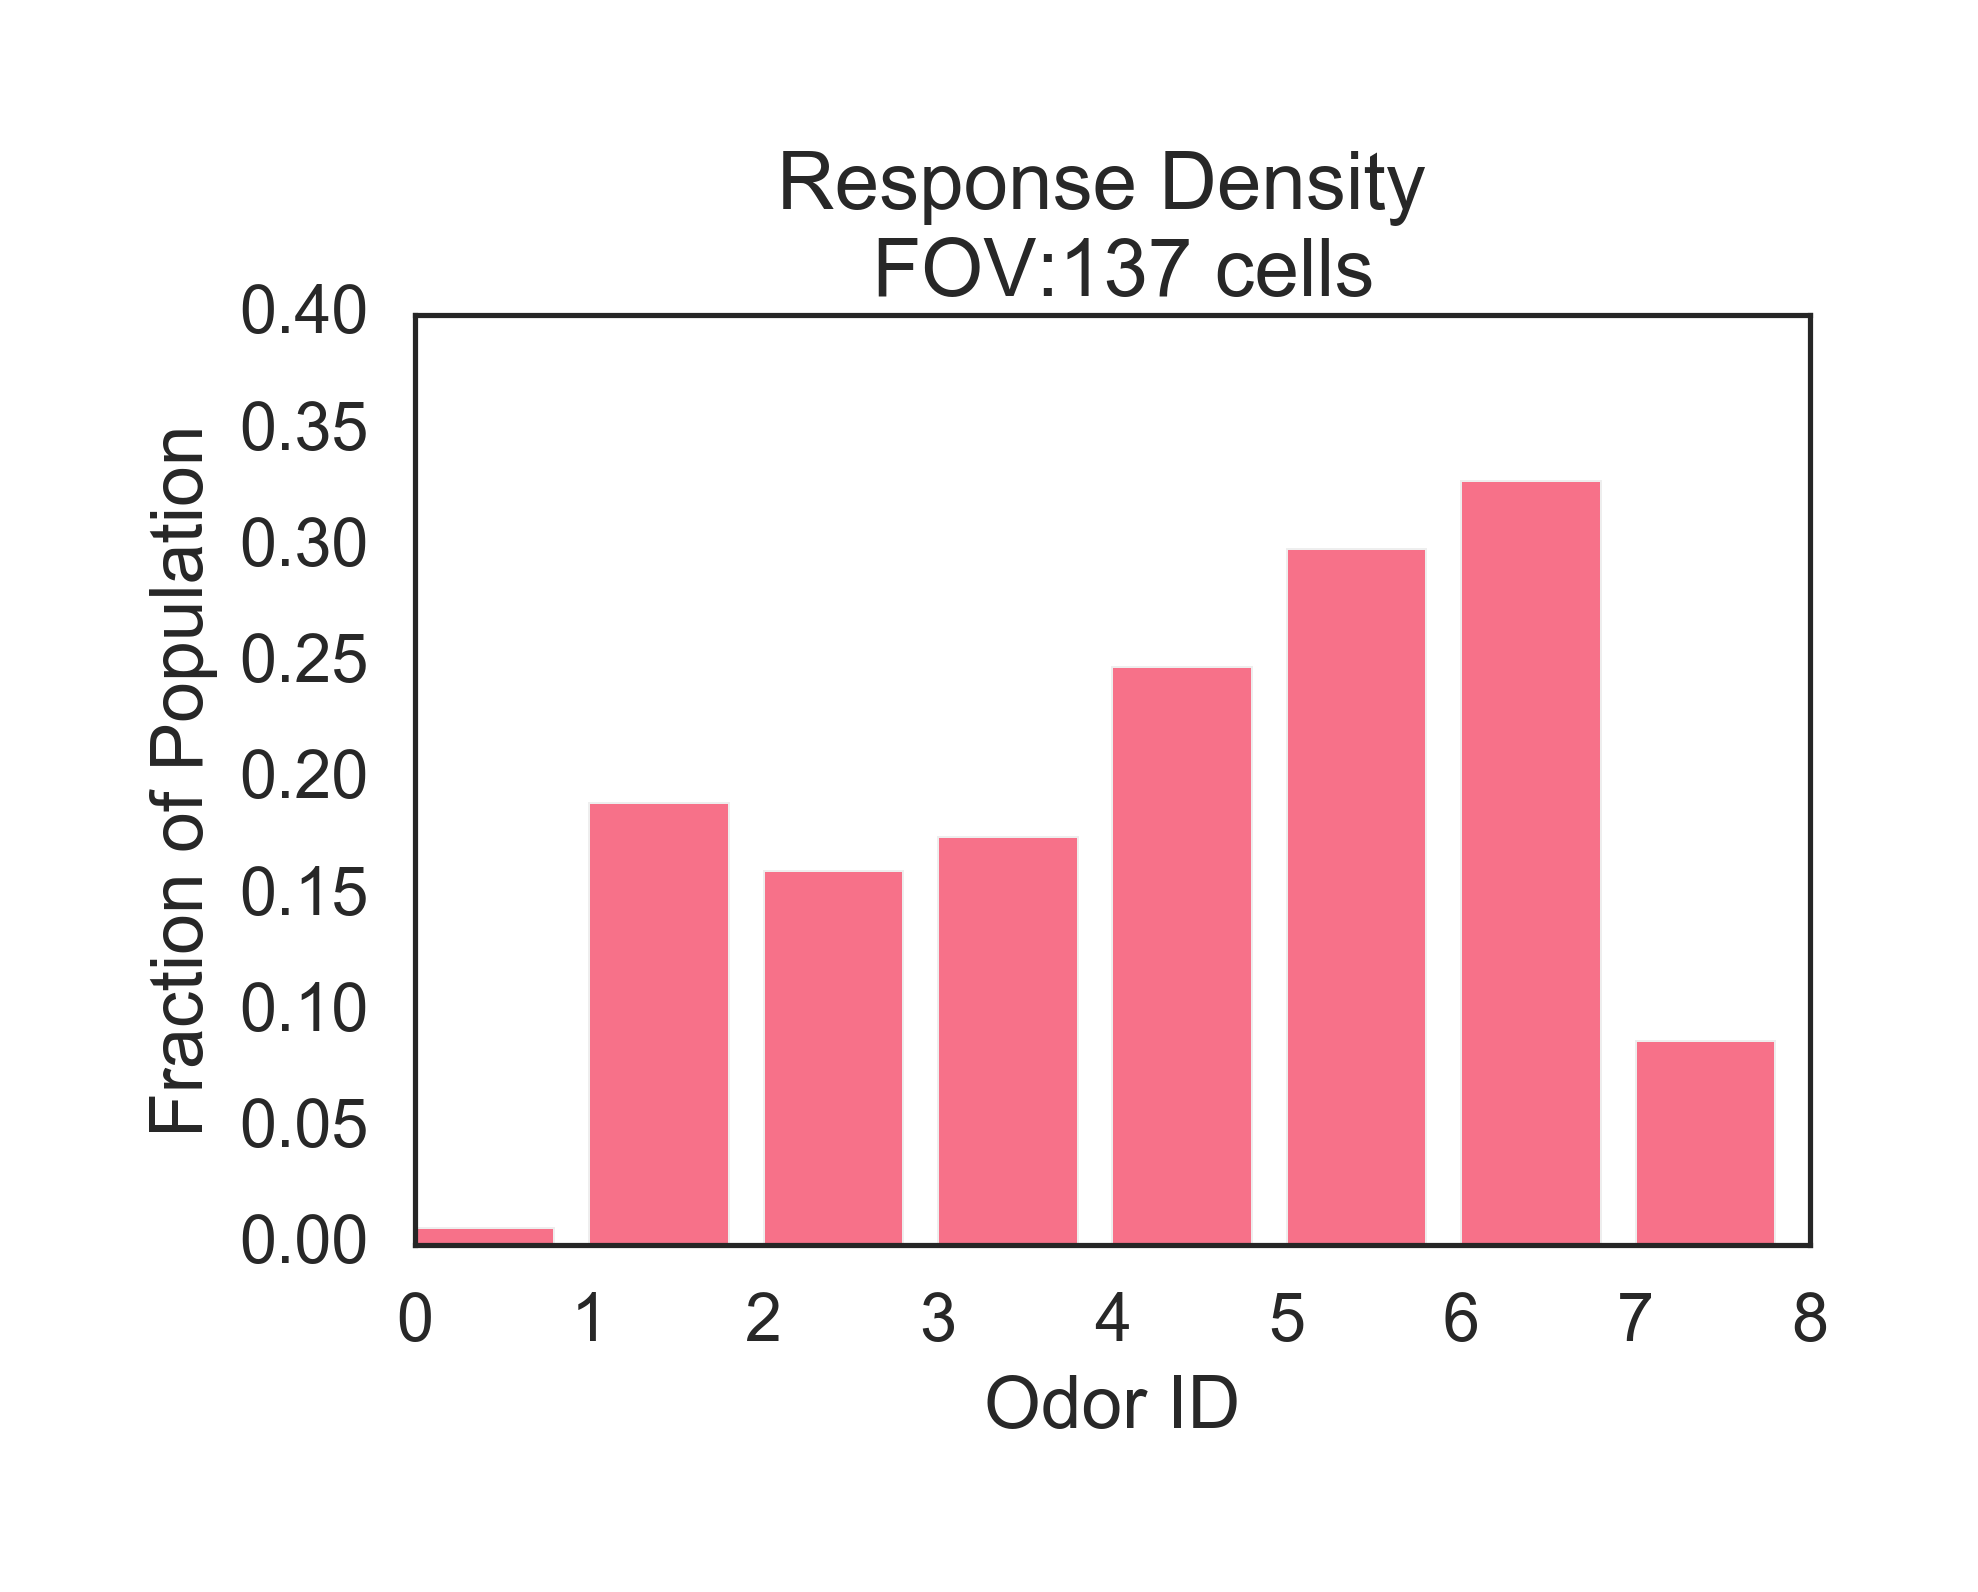 Response Density
FOV:137 cells
0.40
0.35
0.30
0.25
0.20
0.15
0.10
0.05
0.00
Fraction of Population
0 1 2 3 4 5 6 7 8
Odor ID